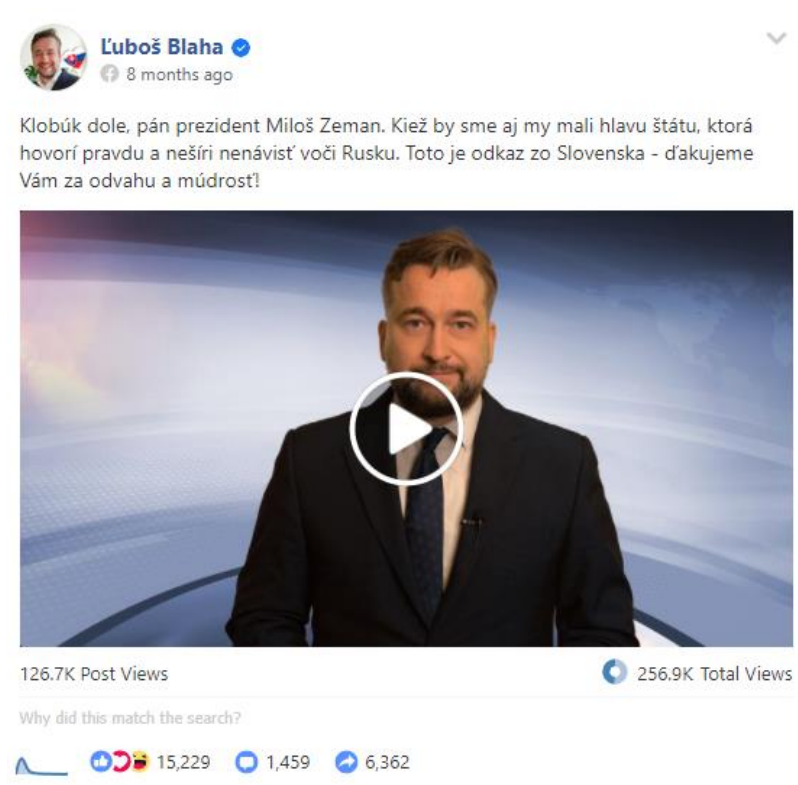 Ľuboš Blaha
8 months ago
Klobúk dole, pán prezident Miloš Zeman. Kiež by sme aj my mali hlavu štátu, ktorá
hovorí pravdu a nešíri nenávisť voči Rusku. Toto je odkaz zo Slovenska - ďakujeme
Vám za odvahu a múdrosť!
126.7K Post Views 256.9K Total Views
Why did this match the search?
15,229 1,459 6,362